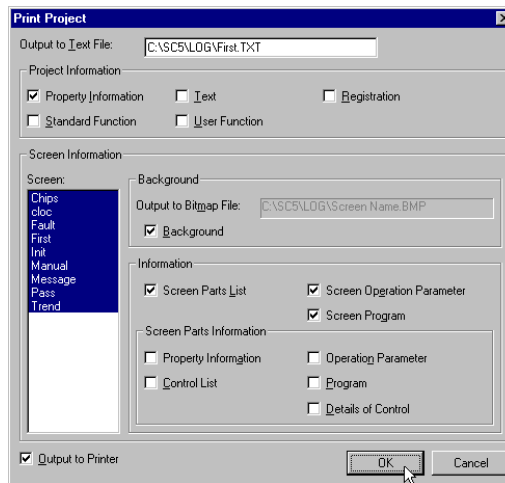 Print Project
Output to Text File: C:\SC5\LOG\First.TXT
Project Information
Property Information Text Registration
Standard Function User Function
Screen Information
Screen:
Chips
cloc
Fault
First
Init
Manual
Message
Pass
Trend
Background
Output to Bitmap File: C:\SC5\LOG\Screen Name.BMP
Background
Information
Screen Parts List Screen Operation Parameter
Screen Program
Screen Parts Information
Property Information Operation Parameter
Control List Program
Details of Control
Output to Printer OK Cancel